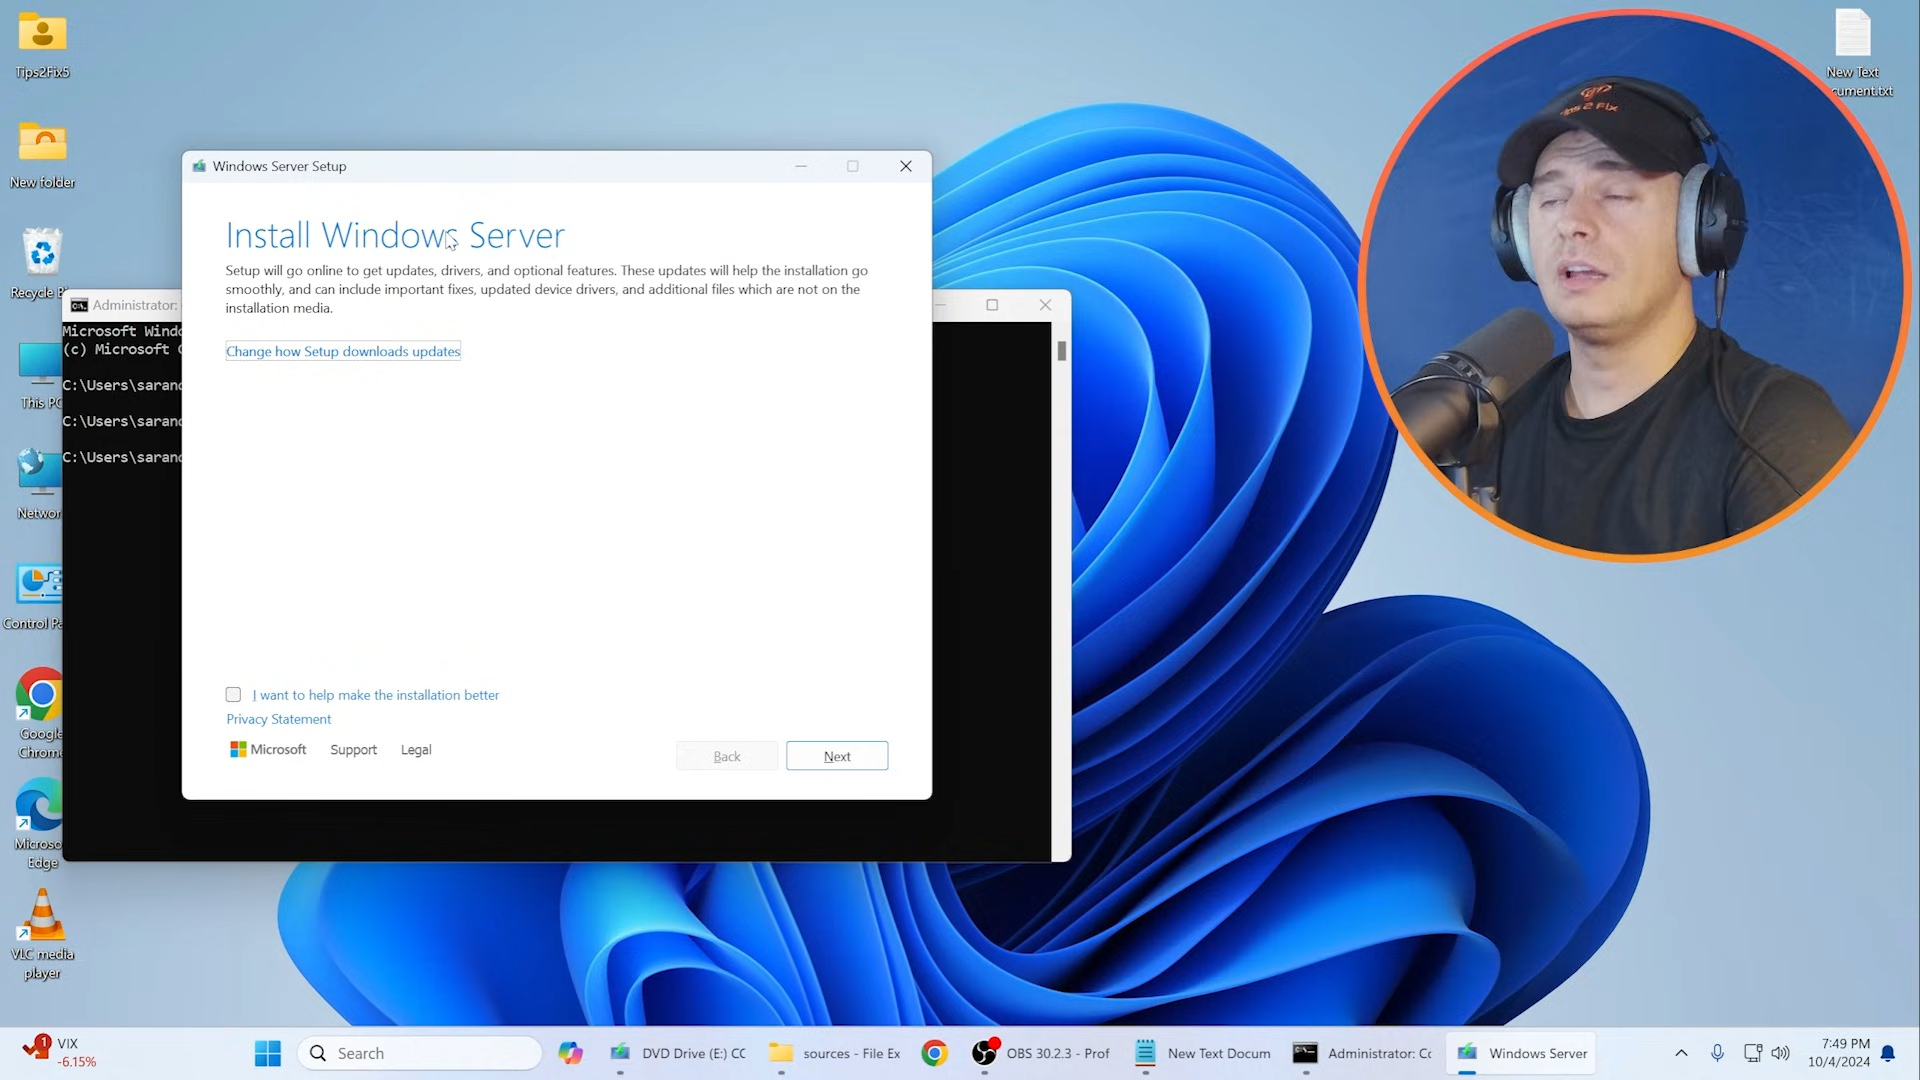 Tips2Fix5
New folder
Recycle B
This PC
Networ
Control Pa
Google
Chrome
Microso
Edge
VLC media
player
New Text
cument.txt
Windows Server Setup
Install Windows Server
Setup will go online to get updates, drivers, and optional features. These updates will help the installation go
smoothly, and can include important fixes, updated device drivers, and additional files which are not on the
installation media.
Change how Setup downloads updates
I want to help make the installation better
Privacy Statement
Microsoft Support Legal
Back Next
Administrator:
Microsoft Windo
(c) Microsoft C
C:\Users\sarand
C:\Users\sarand
C:\Users\sarand
VIX
-6.15%
1
Search
DVD Drive (E:) CC
sources - File Ex
OBS 30.2.3 - Prof
New Text Docum
Administrator: Co
Windows Server
7:49 PM
10/4/2024